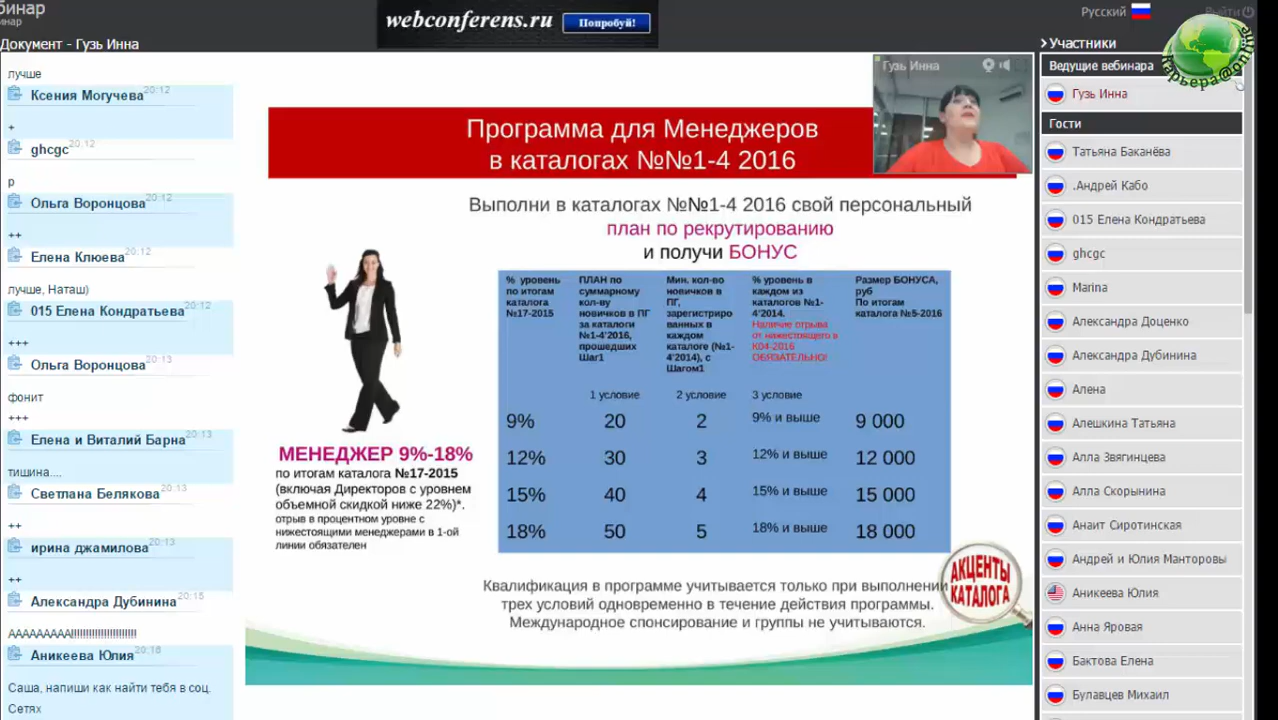 бинар
бинар
webconferens.ru Попробуй!
Русский
Выйти
Документ - Гузь Инна
лучше
Ксения Могучева 20:12
+
ghcgc 20:12
р
Ольга Воронцова 20:12
++
Елена Клюева 20:12
лучше, Наташ)
015 Елена Кондратьева 20:12
+++
Ольга Воронцова 20:13
фонит
+++
Елена и Виталий Барна 20:13
тишина....
Светлана Белякова 20:13
++
ирина джамилова 20:13
++
Александра Дубинина 20:15
АААААААА!!!!!!!!!!!!!!!!!!!!!!
Аникеева Юлия 20:18
Саша, напиши как найти тебя в соц.
Сетях
Гузь Инна
Программа для Менеджеров
в каталогах №№1-4 2016
Выполни в каталогах №№1-4 2016 свой персональный
план по рекрутированию
и получи БОНУС
% уровень
по итогам
каталога
№17-2015
ПЛАН по
суммарному
кол-ву
новичков в ПГ
за каталоги
№1-4'2016,
прошедших
Шаг1
Мин. кол-во
новичков в
ПГ,
зарегистриро
ванных в
каждом
каталоге (№1-
4'2014), с
Шагом1
% уровень в
каждом из
каталогов №1-
4'2014.
Наличие отрыва
от нижестоящего в
К04-2016
ОБЯЗАТЕЛЬНО!
Размер БОНУСА,
руб
По итогам
каталога №5-2016
1 условие 2 условие 3 условие
9% 20 2 9% и выше 9 000
12% 30 3 12% и выше 12 000
15% 40 4 15% и выше 15 000
18% 50 5 18% и выше 18 000
МЕНЕДЖЕР 9%-18%
по итогам каталога №17-2015
(включая Директоров с уровнем
объемной скидкой ниже 22%)*.
отрыв в процентном уровне с
нижестоящими менеджерами в 1-ой
линии обязателен
Квалификация в программе учитывается только при выполнении
трех условий одновременно в течение действия программы.
Международное спонсирование и группы не учитываются.
АКЦЕНТЫ
КАТАЛОГА
карьера@online
Участники
Ведущие вебинара
Гузь Инна
Гости
Татьяна Баканёва
.Андрей Кабо
015 Елена Кондратьева
ghcgc
Marina
Александра Доценко
Александра Дубинина
Алена
Алешкина Татьяна
Алла Звягинцева
Алла Скорынина
Анаит Сиротинская
Андрей и Юлия Манторовы
Аникеева Юлия
Анна Яровая
Бактова Елена
Булавцев Михаил